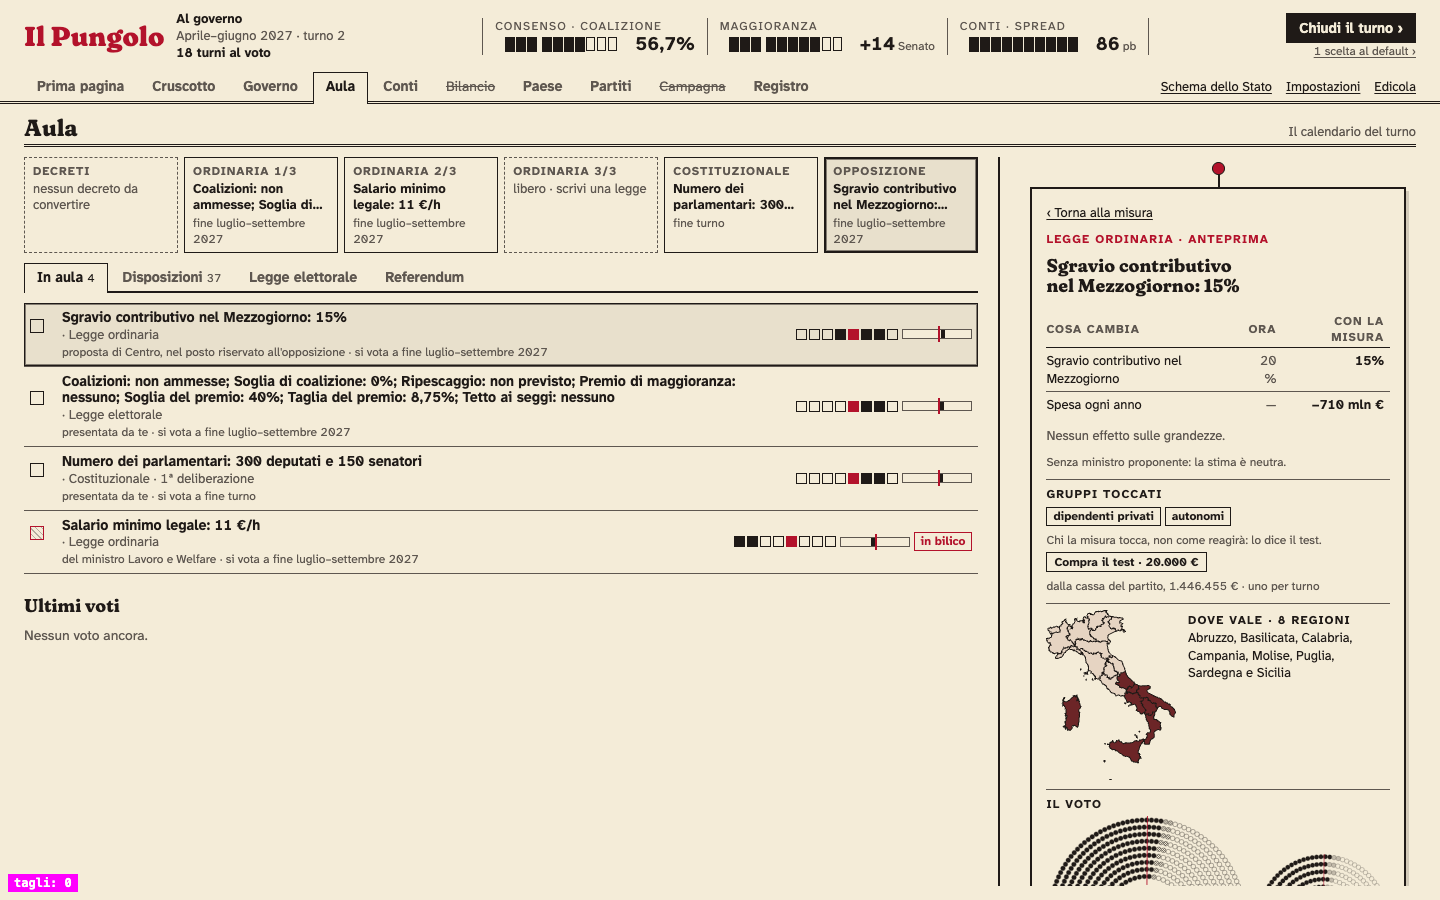 Il Pungolo
Al governo
Aprile–giugno 2027 · turno 2
18 turni al voto
CONSENSO · COALIZIONE
56,7%
MAGGIORANZA
+14 Senato
CONTI · SPREAD
86 pb
Chiudi il turno ›
1 scelta al default ›
Prima pagina
Cruscotto
Governo
Aula
Conti
Bilancio
Paese
Partiti
Campagna
Registro
Schema dello Stato
Impostazioni
Edicola
Aula
Il calendario del turno
DECRETI
nessun decreto da
convertire
ORDINARIA 1/3
Coalizioni: non
ammesse; Soglia di...
fine luglio–settembre
2027
ORDINARIA 2/3
Salario minimo
legale: 11 €/h
fine luglio–settembre
2027
ORDINARIA 3/3
libero · scrivi una legge
COSTITUZIONALE
Numero dei
parlamentari: 300...
fine turno
OPPOSIZIONE
Sgravio contributivo
nel Mezzogiorno:...
fine luglio–settembre
2027
In aula 4
Disposizioni 37
Legge elettorale
Referendum
Sgravio contributivo nel Mezzogiorno: 15%
· Legge ordinaria
proposta di Centro, nel posto riservato all'opposizione · si vota a fine luglio–settembre 2027
Coalizioni: non ammesse; Soglia di coalizione: 0%; Ripescaggio: non previsto; Premio di maggioranza:
nessuno; Soglia del premio: 40%; Taglia del premio: 8,75%; Tetto ai seggi: nessuno
· Legge elettorale
presentata da te · si vota a fine luglio–settembre 2027
Numero dei parlamentari: 300 deputati e 150 senatori
· Costituzionale · 1ª deliberazione
presentata da te · si vota a fine turno
Salario minimo legale: 11 €/h
· Legge ordinaria
del ministro Lavoro e Welfare · si vota a fine luglio–settembre 2027
in bilico
Ultimi voti
Nessun voto ancora.
‹ Torna alla misura
LEGGE ORDINARIA · ANTEPRIMA
Sgravio contributivo
nel Mezzogiorno: 15%
COSA CAMBIA
ORA
CON LA
MISURA
Sgravio contributivo nel
Mezzogiorno
20
%
15%
Spesa ogni anno
—
−710 mln €
Nessun effetto sulle grandezze.
Senza ministro proponente: la stima è neutra.
GRUPPI TOCCATI
dipendenti privati
autonomi
Chi la misura tocca, non come reagirà: lo dice il test.
Compra il test · 20.000 €
dalla cassa del partito, 1.446.455 € · uno per turno
DOVE VALE · 8 REGIONI
Abruzzo, Basilicata, Calabria,
Campania, Molise, Puglia,
Sardegna e Sicilia
IL VOTO
tagli: 0